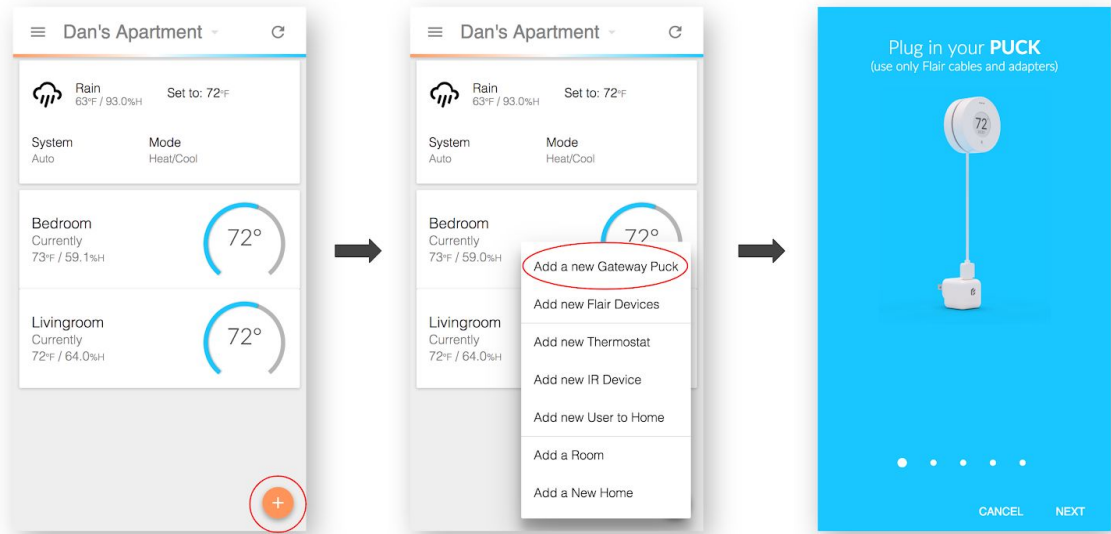 Dan's Apartment
Rain
63°F / 93.0%H
Set to: 72°F
System
Auto
Mode
Heat/Cool
Bedroom
Currently
73°F / 59.1%H
72°
Livingroom
Currently
72°F / 64.0%H
72°
+
Dan's Apartment
Rain
63°F / 93.0%H
Set to: 72°F
System
Auto
Mode
Heat/Cool
Bedroom
Currently
73°F / 59.0%H
72°
Livingroom
Currently
72°F / 64.0%H
Add a new Gateway Puck
Add new Flair Devices
Add new Thermostat
Add new IR Device
Add new User to Home
Add a Room
Add a New Home
Plug in your PUCK
(use only Flair cables and adapters)
72
CANCEL NEXT